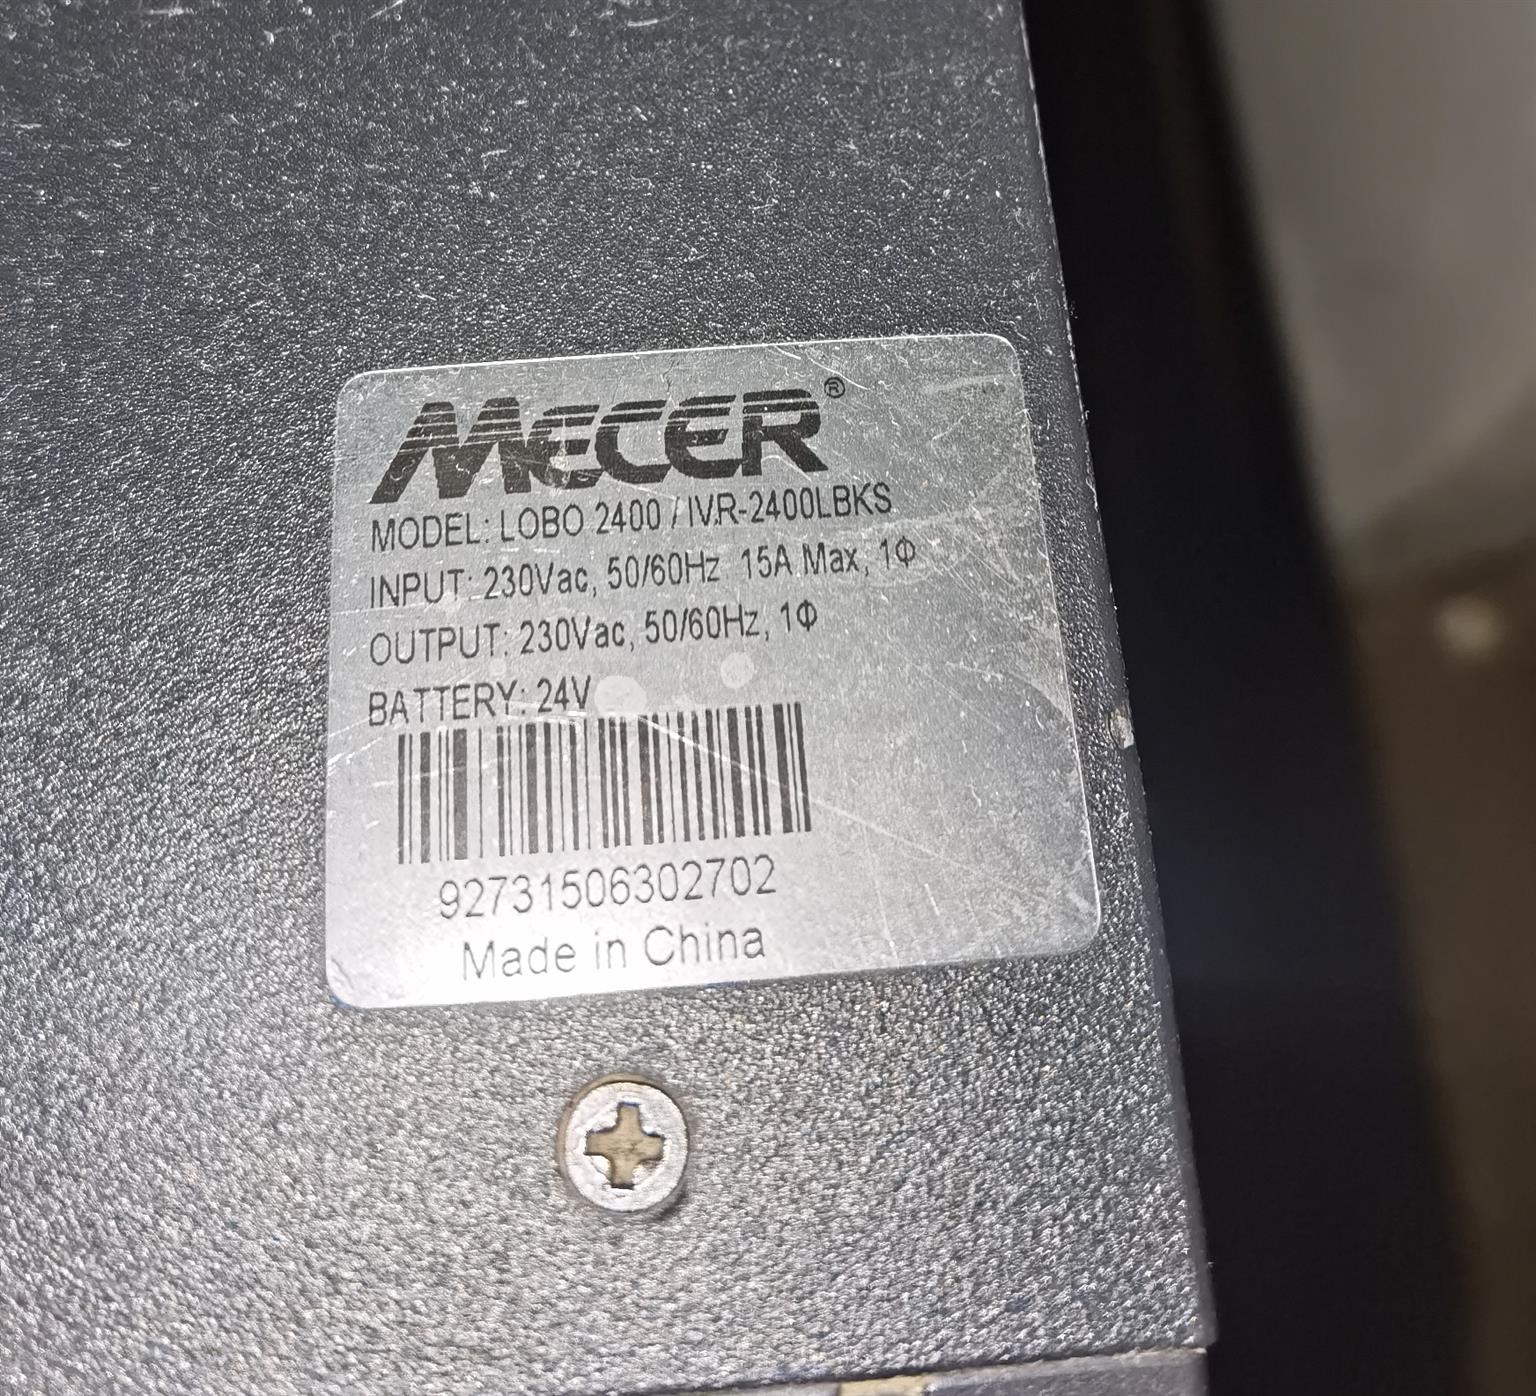 MECER®
MODEL: LOBO 2400 / IVR-2400LBKS
INPUT: 230Vac, 50/60Hz 15A Max, 1Φ
OUTPUT: 230Vac, 50/60Hz, 1Φ
BATTERY: 24V
92731506302702
Made in China